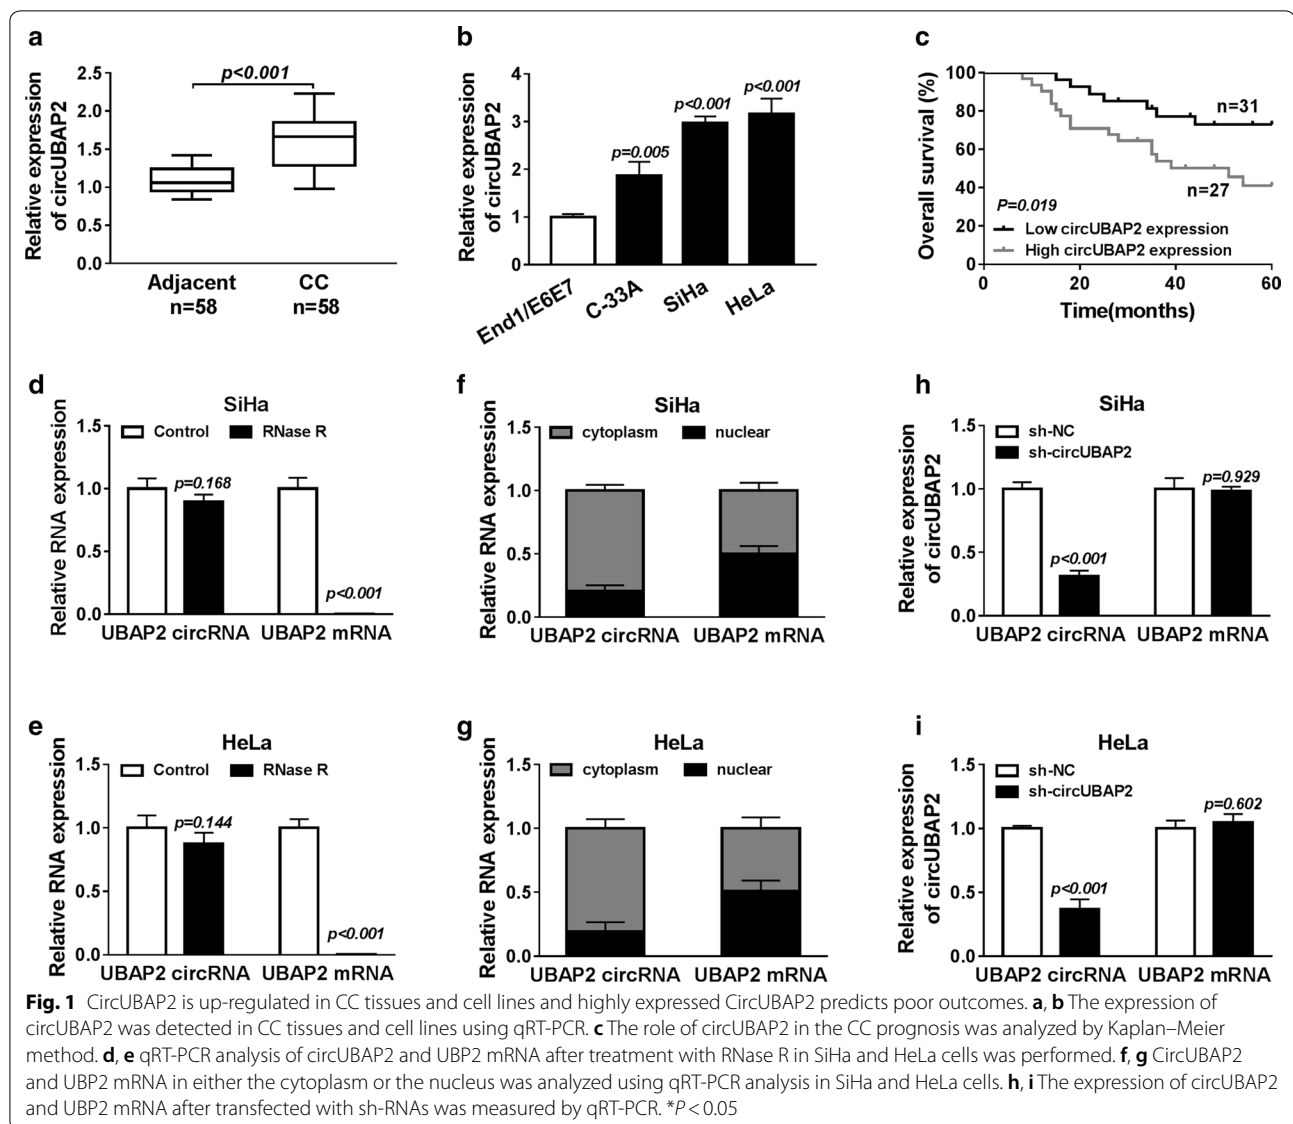 a
Relative expression
of circUBAP2
2.5
2.0
1.5
1.0
0.5
0.0
p<0.001
Adjacent
n=58
CC
n=58
b
Relative expression
of circUBAP2
4
3
2
1
0
p=0.005
p<0.001
p<0.001
End1/E6E7
C-33A
SiHa
HeLa
c
Overall survival (%)
100
80
60
40
20
0
n=31
n=27
P=0.019
Low circUBAP2 expression
High circUBAP2 expression
0
20
40
60
Time(months)
d
SiHa
Relative RNA expression
1.5
1.0
0.5
0.0
Control
RNase R
p=0.168
p<0.001
UBAP2 circRNA
UBAP2 mRNA
f
SiHa
Relative RNA expression
1.5
1.0
0.5
0.0
cytoplasm
nuclear
UBAP2 circRNA
UBAP2 mRNA
h
SiHa
Relative expression
of circUBAP2
1.5
1.0
0.5
0.0
sh-NC
sh-circUBAP2
p<0.001
p=0.929
UBAP2 circRNA
UBAP2 mRNA
e
HeLa
Relative RNA expression
1.5
1.0
0.5
0.0
Control
RNase R
p=0.144
p<0.001
UBAP2 circRNA
UBAP2 mRNA
g
HeLa
Relative RNA expression
1.5
1.0
0.5
0.0
cytoplasm
nuclear
UBAP2 circRNA
UBAP2 mRNA
i
HeLa
Relative expression
of circUBAP2
1.5
1.0
0.5
0.0
sh-NC
sh-circUBAP2
p<0.001
p=0.602
UBAP2 circRNA
UBAP2 mRNA
Fig. 1 CircUBAP2 is up-regulated in CC tissues and cell lines and highly expressed CircUBAP2 predicts poor outcomes. a, b The expression of
circUBAP2 was detected in CC tissues and cell lines using qRT-PCR. c The role of circUBAP2 in the CC prognosis was analyzed by Kaplan–Meier
method. d, e qRT-PCR analysis of circUBAP2 and UBP2 mRNA after treatment with RNase R in SiHa and HeLa cells was performed. f, g CircUBAP2
and UBP2 mRNA in either the cytoplasm or the nucleus was analyzed using qRT-PCR analysis in SiHa and HeLa cells. h, i The expression of circUBAP2
and UBP2 mRNA after transfected with sh-RNAs was measured by qRT-PCR. *P < 0.05